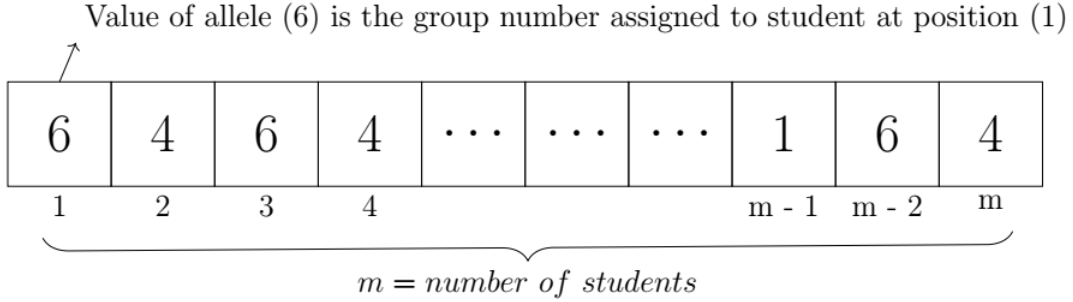 Value of allele (6) is the group number assigned to student at position (1)
6 4 6 4 ... ... ... 1 6 4
1 2 3 4 m - 1 m - 2 m
m = number of students